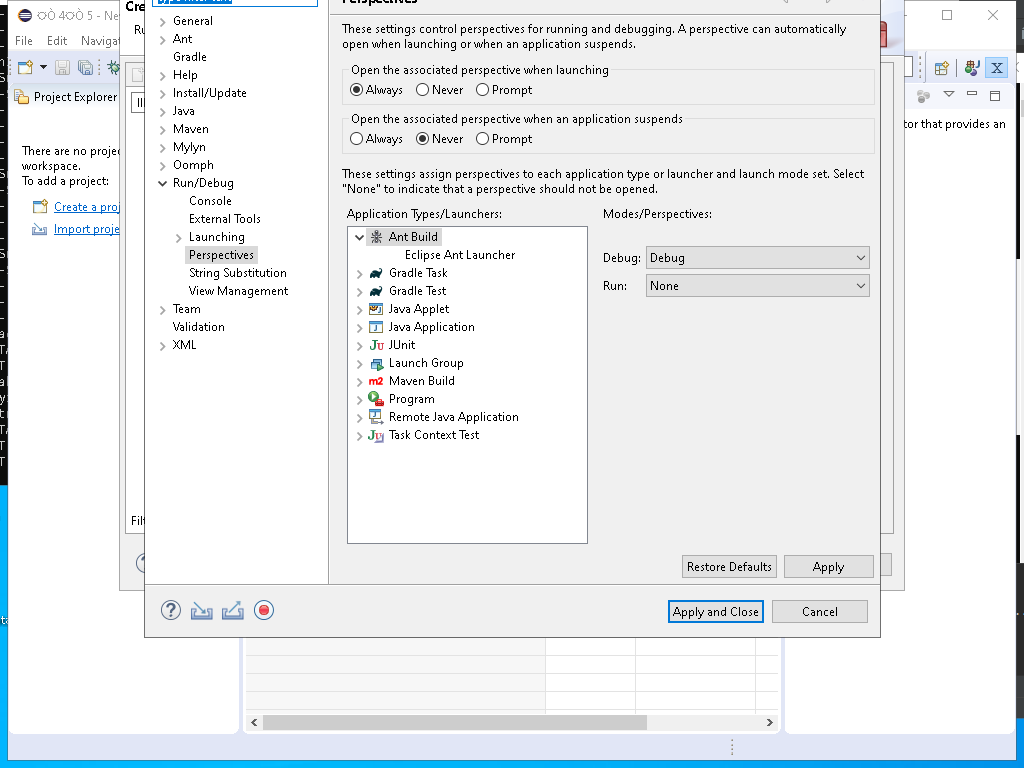 File Edit Navigat
Project Explorer
There are no projec
workspace.
To add a project:
Create a proj
Import proje
Cre
Ru
Filt
General
Ant
Gradle
Help
Install/Update
Java
Maven
Mylyn
Oomph
Run/Debug
Console
External Tools
Launching
Perspectives
String Substitution
View Management
Team
Validation
XML
Perspectives
These settings control perspectives for running and debugging. A perspective can automatically
open when launching or when an application suspends.
Open the associated perspective when launching
Always Never Prompt
Open the associated perspective when an application suspends
Always Never Prompt
These settings assign perspectives to each application type or launcher and launch mode set. Select
"None" to indicate that a perspective should not be opened.
Application Types/Launchers:
Ant Build
Eclipse Ant Launcher
Gradle Task
Gradle Test
Java Applet
Java Application
JUnit
Launch Group
Maven Build
Program
Remote Java Application
Task Context Test
Modes/Perspectives:
Debug: Debug
Run: None
Restore Defaults Apply
Apply and Close Cancel
tor that provides an